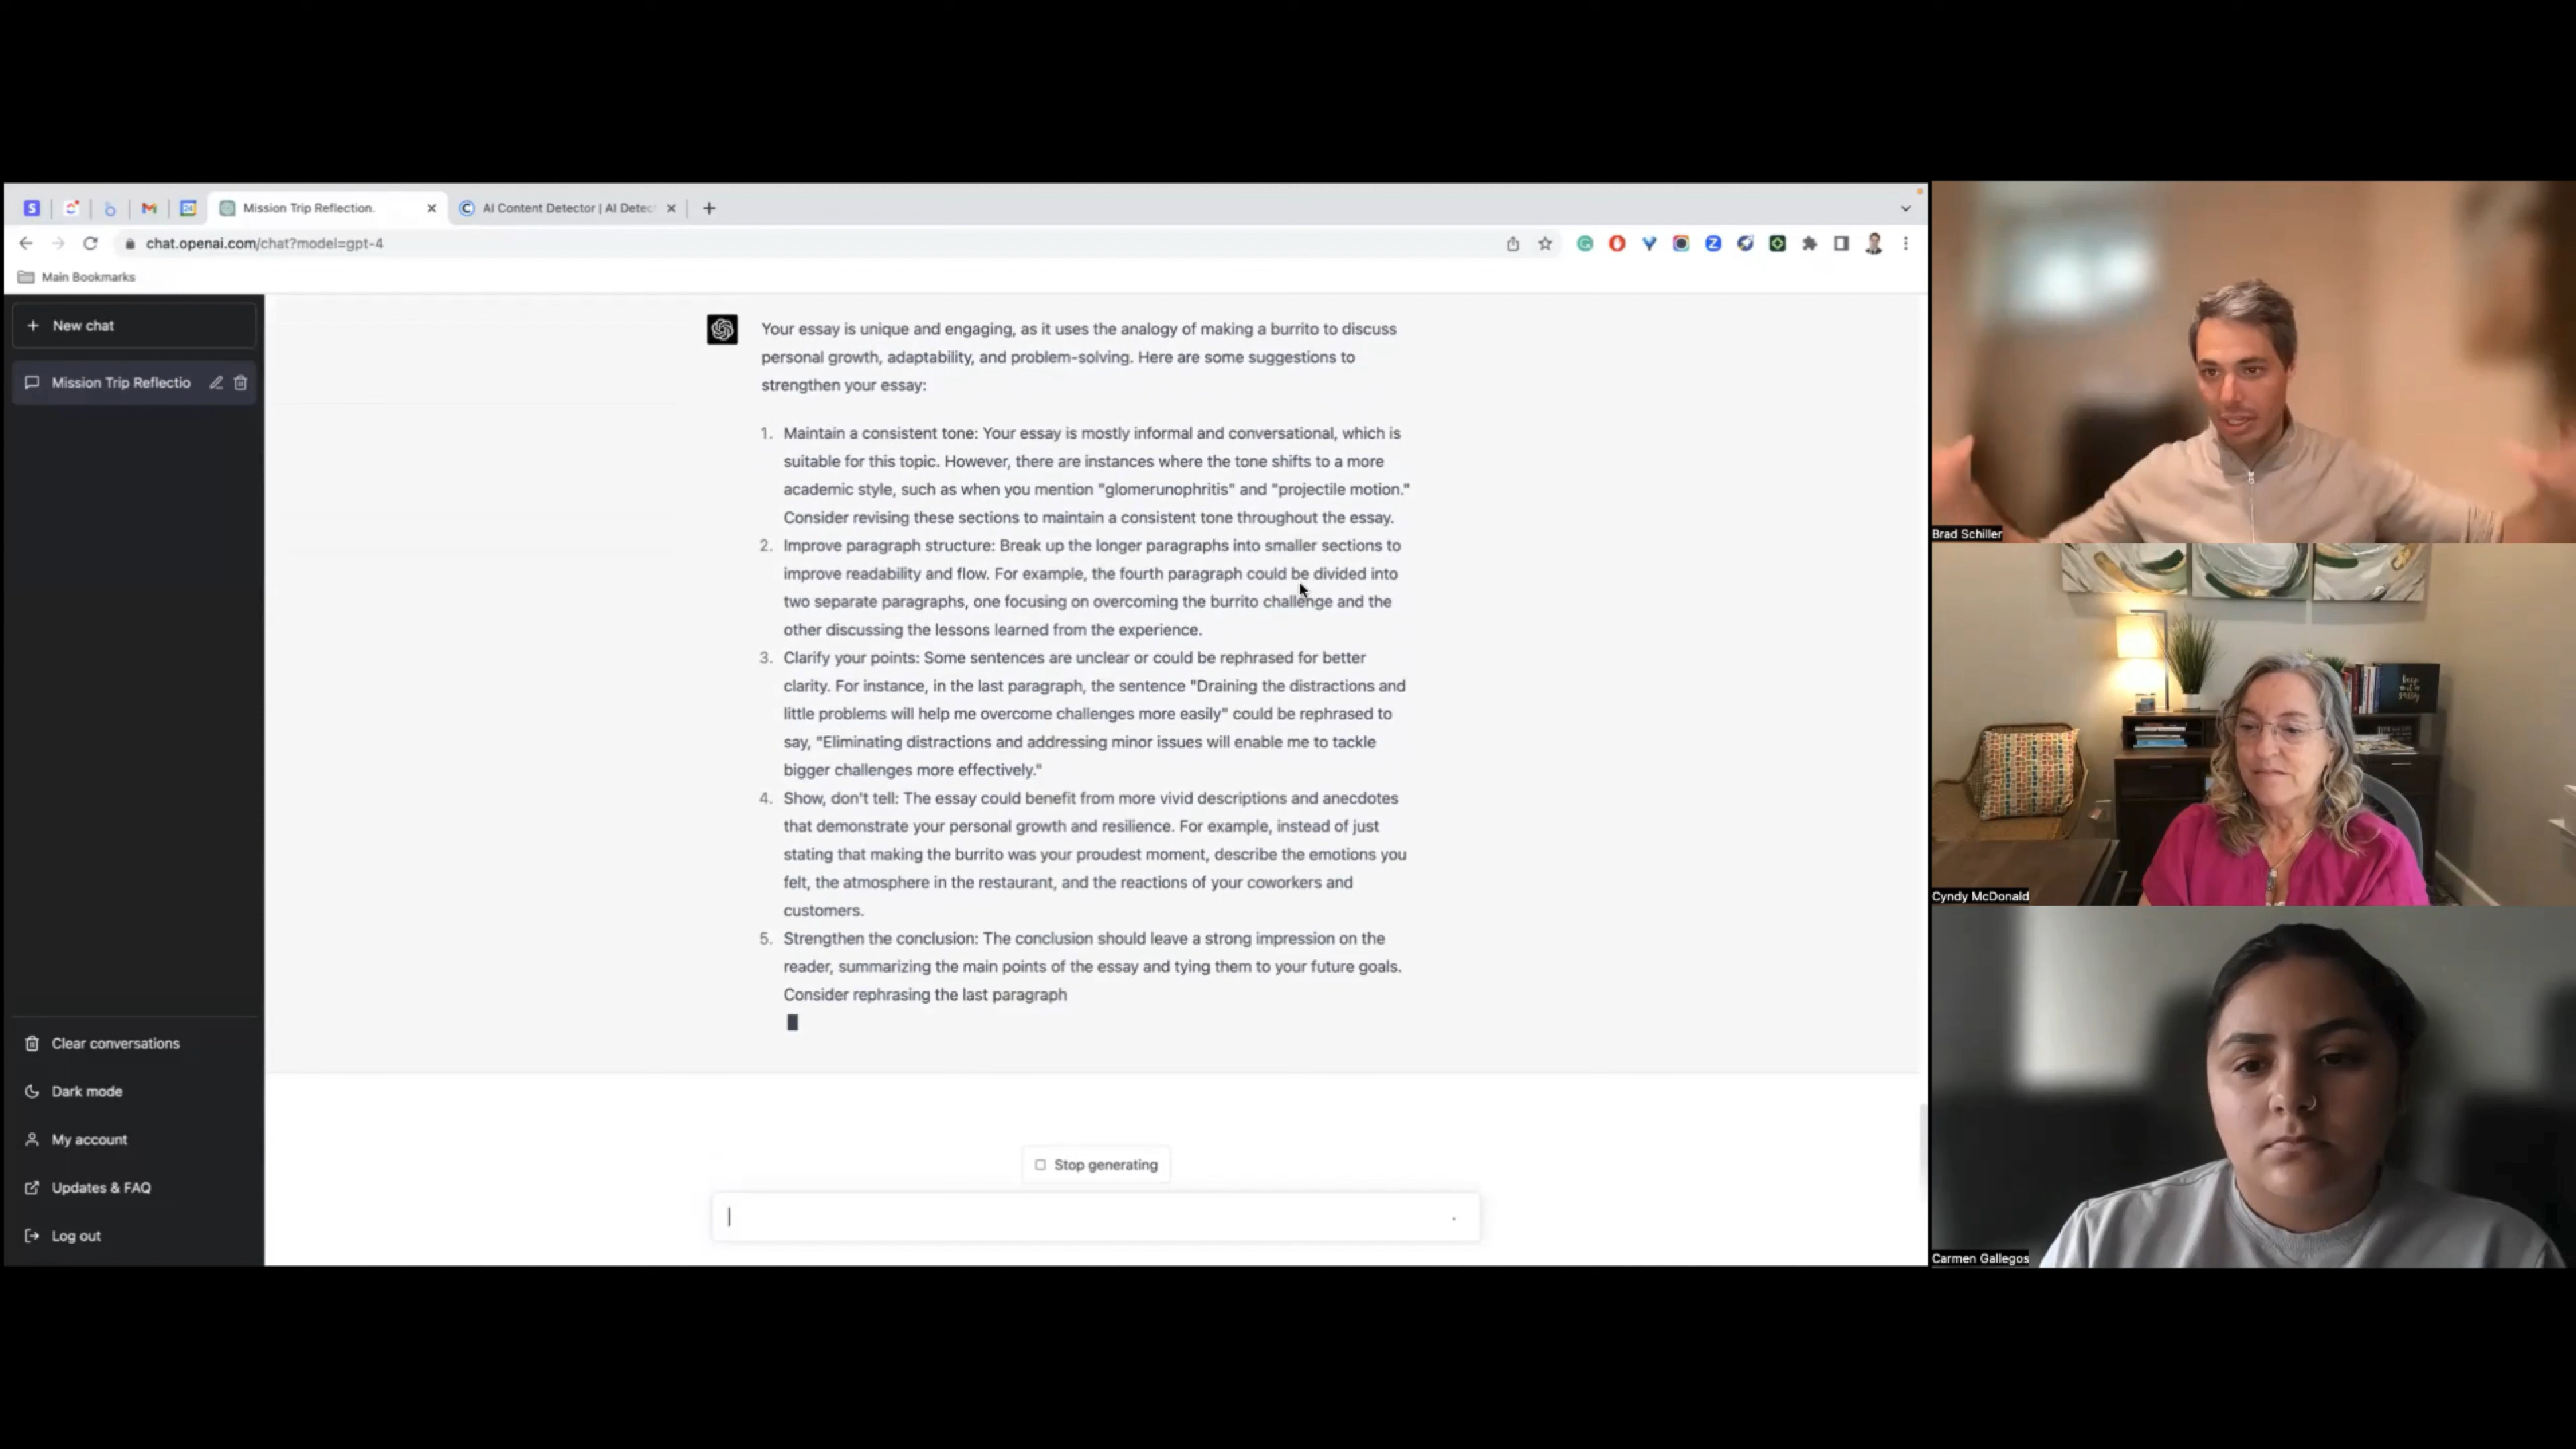 Mission Trip Reflection.
AI Content Detector | AI Detec
chat.openai.com/chat?model=gpt-4
Main Bookmarks
New chat
Mission Trip Reflectio
Clear conversations
Dark mode
My account
Updates & FAQ
Log out
Your essay is unique and engaging, as it uses the analogy of making a burrito to discuss
personal growth, adaptability, and problem-solving. Here are some suggestions to
strengthen your essay:
1. Maintain a consistent tone: Your essay is mostly informal and conversational, which is
suitable for this topic. However, there are instances where the tone shifts to a more
academic style, such as when you mention "glomerunophritis" and "projectile motion."
Consider revising these sections to maintain a consistent tone throughout the essay.
2. Improve paragraph structure: Break up the longer paragraphs into smaller sections to
improve readability and flow. For example, the fourth paragraph could be divided into
two separate paragraphs, one focusing on overcoming the burrito challenge and the
other discussing the lessons learned from the experience.
3. Clarify your points: Some sentences are unclear or could be rephrased for better
clarity. For instance, in the last paragraph, the sentence "Draining the distractions and
little problems will help me overcome challenges more easily" could be rephrased to
say, "Eliminating distractions and addressing minor issues will enable me to tackle
bigger challenges more effectively."
4. Show, don't tell: The essay could benefit from more vivid descriptions and anecdotes
that demonstrate your personal growth and resilience. For example, instead of just
stating that making the burrito was your proudest moment, describe the emotions you
felt, the atmosphere in the restaurant, and the reactions of your coworkers and
customers.
5. Strengthen the conclusion: The conclusion should leave a strong impression on the
reader, summarizing the main points of the essay and tying them to your future goals.
Consider rephrasing the last paragraph
Stop generating
Brad Schiller
Cyndy McDonald
Carmen Gallegos